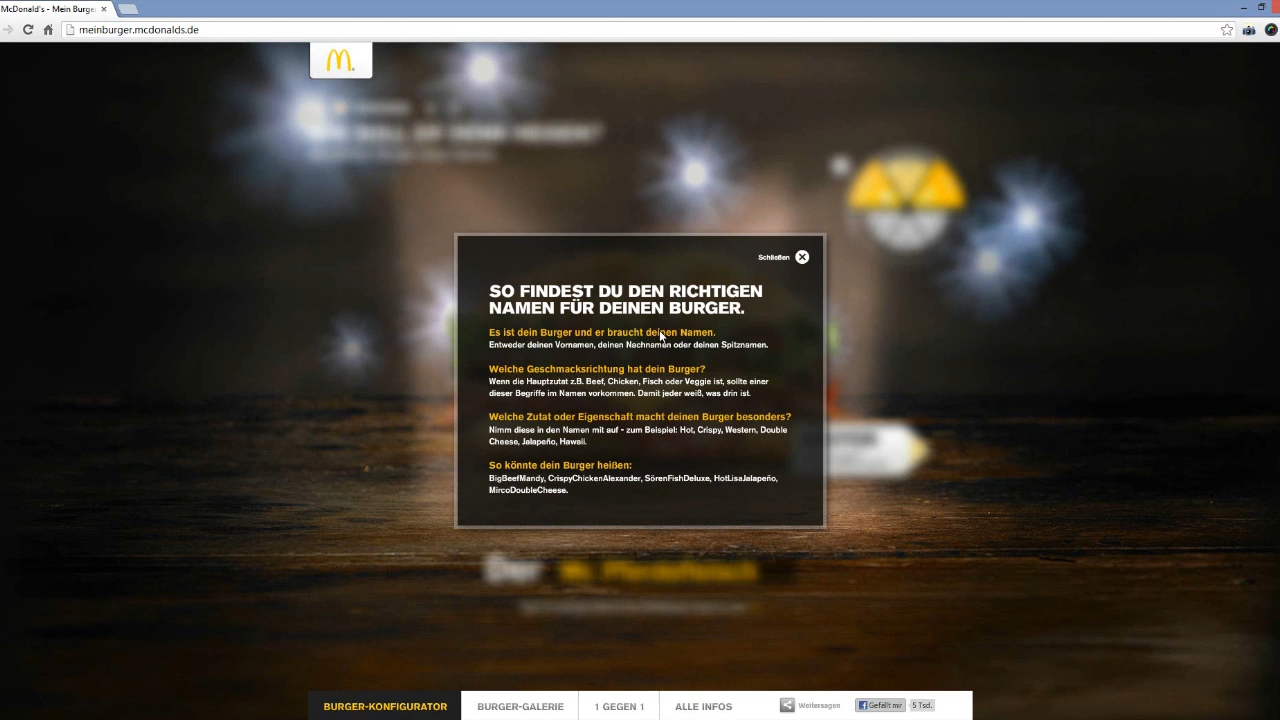 McDonald's - Mein Burge
meinburger.mcdonalds.de
Schließen
SO FINDEST DU DEN RICHTIGEN
NAMEN FÜR DEINEN BURGER.
Es ist dein Burger und er braucht deinen Namen.
Entweder deinen Vornamen, deinen Nachnamen oder deinen Spitznamen.
Welche Geschmacksrichtung hat dein Burger?
Wenn die Hauptzutat z.B. Beef, Chicken, Fisch oder Veggie ist, sollte einer
dieser Begriffe im Namen vorkommen. Damit jeder weiß, was drin ist.
Welche Zutat oder Eigenschaft macht deinen Burger besonders?
Nimm diese in den Namen mit auf - zum Beispiel: Hot, Crispy, Western, Double
Cheese, Jalapeño, Hawaii.
So könnte dein Burger heißen:
BigBeefMandy, CrispyChickenAlexander, SörenFishDeluxe, HotLisaJalapeño,
MircoDoubleCheese.
Der
BURGER-KONFIGURATOR BURGER-GALERIE 1 GEGEN 1 ALLE INFOS Weitersagen Gefällt mir 5 Tsd.